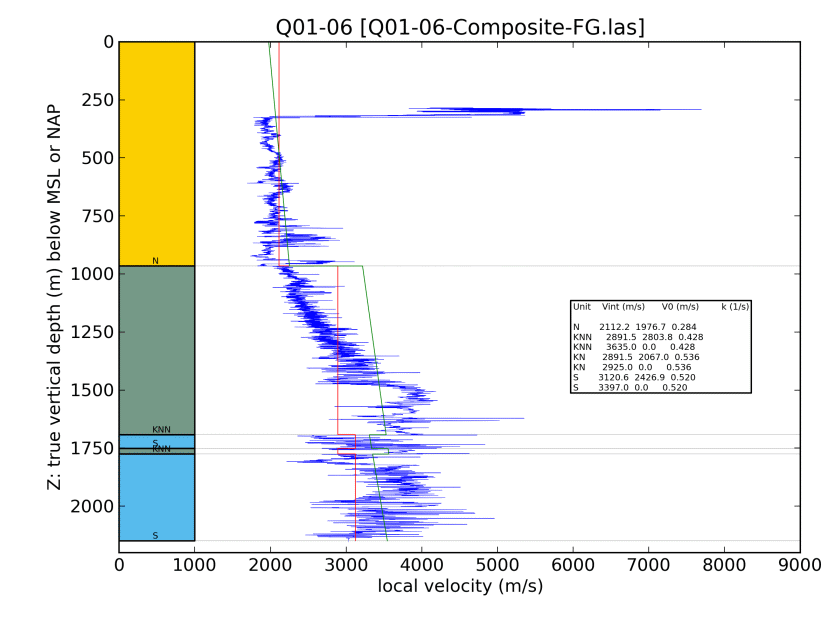 Q01-06 [Q01-06-Composite-FG.las]
0
250
500
750
1000
1250
1500
1750
2000
Z: true vertical depth (m) below MSL or NAP
N
KNN
S
KNN
S
Unit Vint (m/s) V0 (m/s) k (1/s)
N 2112.2 1976.7 0.284
KNN 2891.5 2803.8 0.428
KNN 3635.0 0.0 0.428
KN 2891.5 2067.0 0.536
KN 2925.0 0.0 0.536
S 3120.6 2426.9 0.520
S 3397.0 0.0 0.520
0 1000 2000 3000 4000 5000 6000 7000 8000 9000
local velocity (m/s)